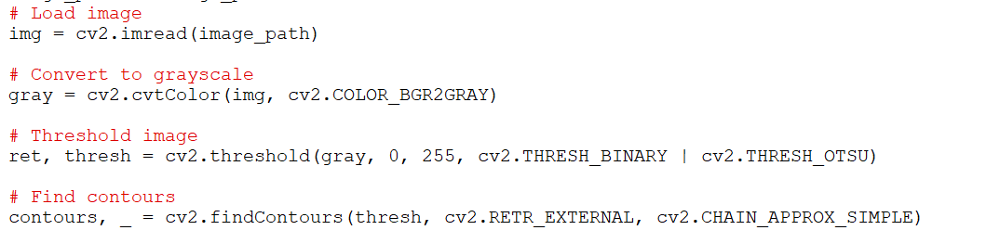 # Load image
img = cv2.imread(image_path)
# Convert to grayscale
gray = cv2.cvtColor(img, cv2.COLOR_BGR2GRAY)
# Threshold image
ret, thresh = cv2.threshold(gray, 0, 255, cv2.THRESH_BINARY | cv2.THRESH_OTSU)
# Find contours
contours, _ = cv2.findContours(thresh, cv2.RETR_EXTERNAL, cv2.CHAIN_APPROX_SIMPLE)